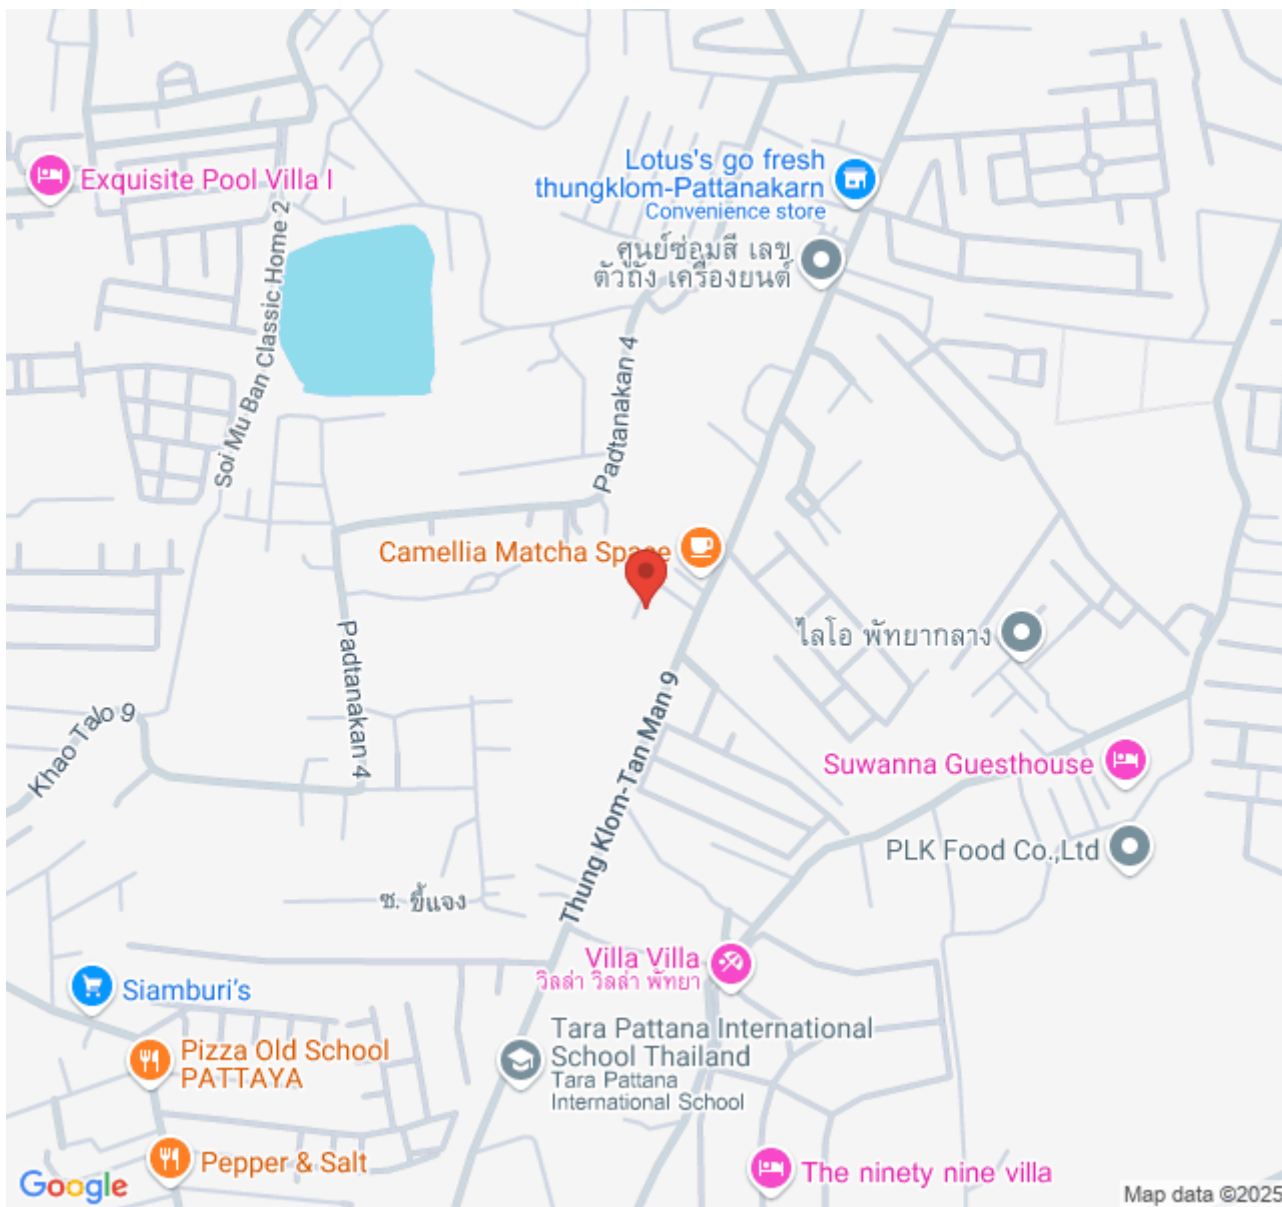 Lotus's go fresh
thungklom-Pattanakarn
Convenience store
Exquisite Pool Villa I
ศูนย์ซ่อมสี เลข
ตัวถัง เครื่องยนต์
Soi Mu Ban Classic Home 2
Padtanakan 4
Camellia Matcha Space
ไลโอ พัทยากลาง
Padtanakan 4
Thung Klom-Tan Man 9
Khao Talo 9
Suwanna Guesthouse
PLK Food Co.,Ltd
ซ. ขี้แจง
Villa Villa
วิลล่า วิลล่า พัทยา
Siamburi's
Tara Pattana International
School Thailand
Tara Pattana
International School
Pizza Old School
PATTAYA
Pepper & Salt
The ninety nine villa
Google
Map data ©2025